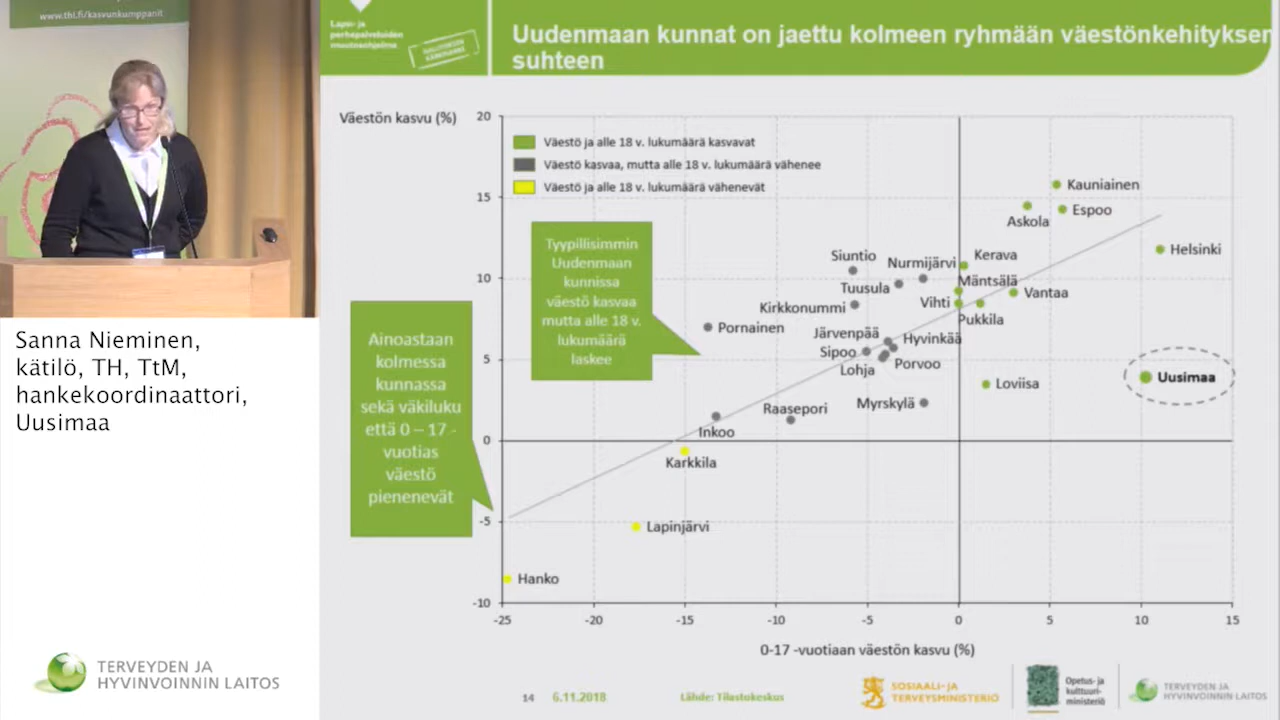 www.thl.fi/kasvunkumppanit
Sanna Nieminen,
kätilö, TH, TtM,
hankekoordinaattori,
Uusimaa
TERVEYDEN JA
HYVINVOINNIN LAITOS
Lapsi- ja
perhepalveluiden
muutosohjelma
HALLITUKSEN
KÄRKIHANKE
Uudenmaan kunnat on jaettu kolmeen ryhmään väestönkehityksen
suhteen
Väestön kasvu (%)
20
15
10
5
0
-5
-10
Väestö ja alle 18 v. lukumäärä kasvavat
Väestö kasvaa, mutta alle 18 v. lukumäärä vähenee
Väestö ja alle 18 v. lukumäärä vähenevät
Tyypillisimmin
Uudenmaan
kunnissa
väestö kasvaa
mutta alle 18 v.
lukumäärä
laskee
Ainoastaan
kolmessa
kunnassa
sekä väkiluku
että 0 – 17 -
vuotias
väestö
pienenevät
Kauniainen
Espoo
Askola
Helsinki
Siuntio
Nurmijärvi
Kerava
Tuusula
Mäntsälä
Vantaa
Kirkkonummi
Vihti
Pukkila
Pornainen
Järvenpää
Hyvinkää
Sipoo
Porvoo
Lohja
Loviisa
Uusimaa
Myrskylä
Raasepori
Inkoo
Karkkila
Lapinjärvi
Hanko
-25
-20
-15
-10
-5
0
5
10
15
0-17 -vuotiaan väestön kasvu (%)
14
6.11.2018
Lähde: Tilastokeskus
SOSIAALI- JA
TERVEYSMINISTERIÖ
Opetus- ja
kulttuuri-
ministeriö
TERVEYDEN JA
HYVINVOINNIN LAITOS